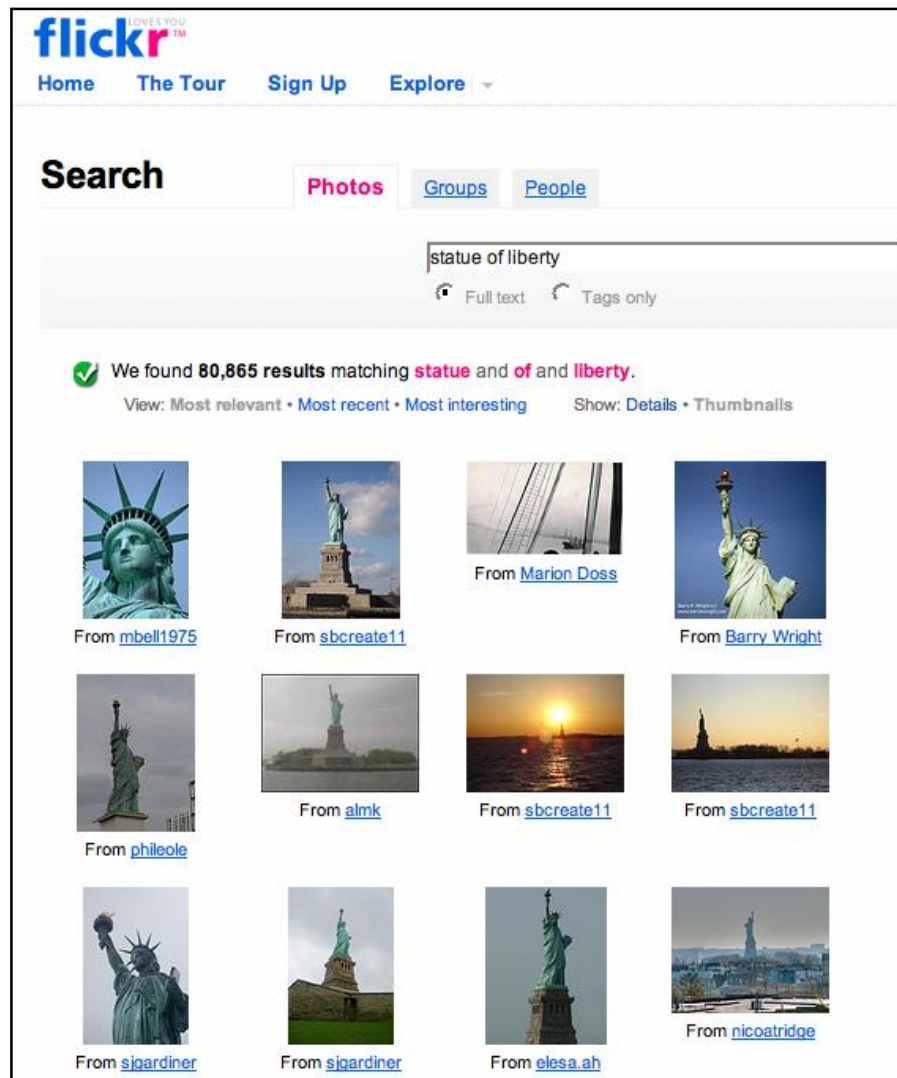 LOVES YOU
flickr™
Home The Tour Sign Up Explore
Search Photos Groups People
statue of liberty
Full text Tags only
We found 80,865 results matching statue and of and liberty.
View: Most relevant • Most recent • Most interesting Show: Details • Thumbnails
From Marion Doss
From mbell1975 From sbcreate11 From Barry Wright
From almk From sbcreate11 From sbcreate11
From phileole
From nicoatridge
From sjgardiner From sjgardiner From elesa.ah